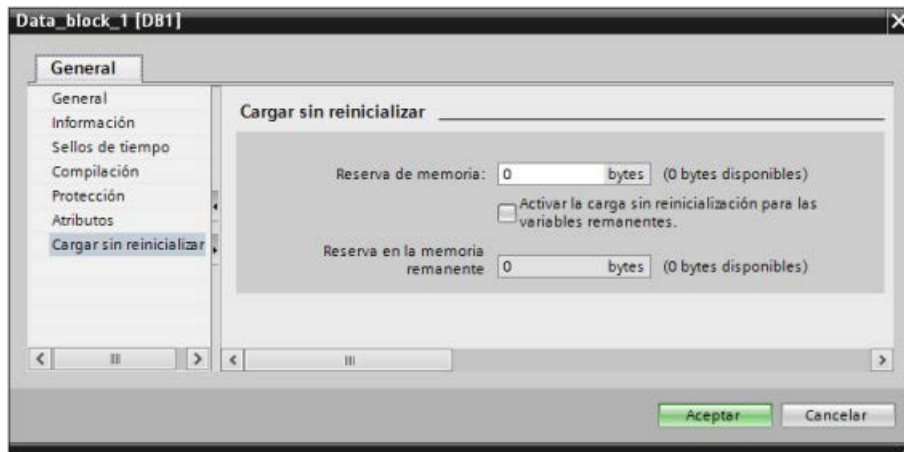 Data_block_1 [DB1]
General
General
Información
Sellos de tiempo
Compilación
Protección
Atributos
Cargar sin reinicializar
Cargar sin reinicializar
Reserva de memoria: 0 bytes (0 bytes disponibles)
Activar la carga sin reinicialización para las
variables remanentes.
Reserva en la memoria
remanente 0 bytes (0 bytes disponibles)
Aceptar Cancelar